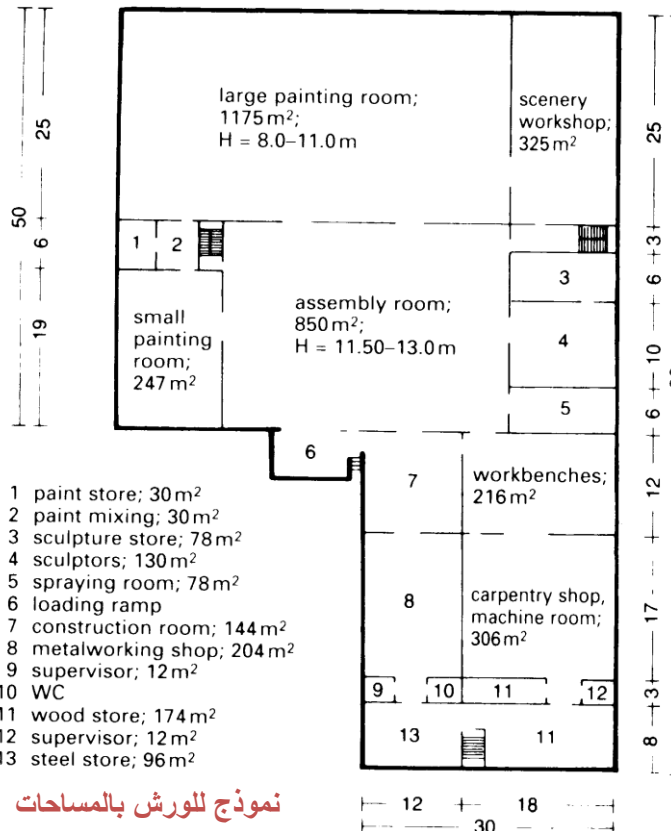 large painting room;
1175 m²;
H = 8.0–11.0 m
scenery
workshop;
325 m²
25
50
6
19
25
3
6
10
6
12
17
3
8
1
2
3
small
painting
room;
247 m²
assembly room;
850 m²;
H = 11.50–13.0 m
4
5
6
7
workbenches;
216 m²
8
carpentry shop,
machine room;
306 m²
9
10
11
12
13
11
1 paint store; 30 m²
2 paint mixing; 30 m²
3 sculpture store; 78 m²
4 sculptors; 130 m²
5 spraying room; 78 m²
6 loading ramp
7 construction room; 144 m²
8 metalworking shop; 204 m²
9 supervisor; 12 m²
10 WC
11 wood store; 174 m²
12 supervisor; 12 m²
13 steel store; 96 m²
نموذج للورش بالمساحات
12
18
30